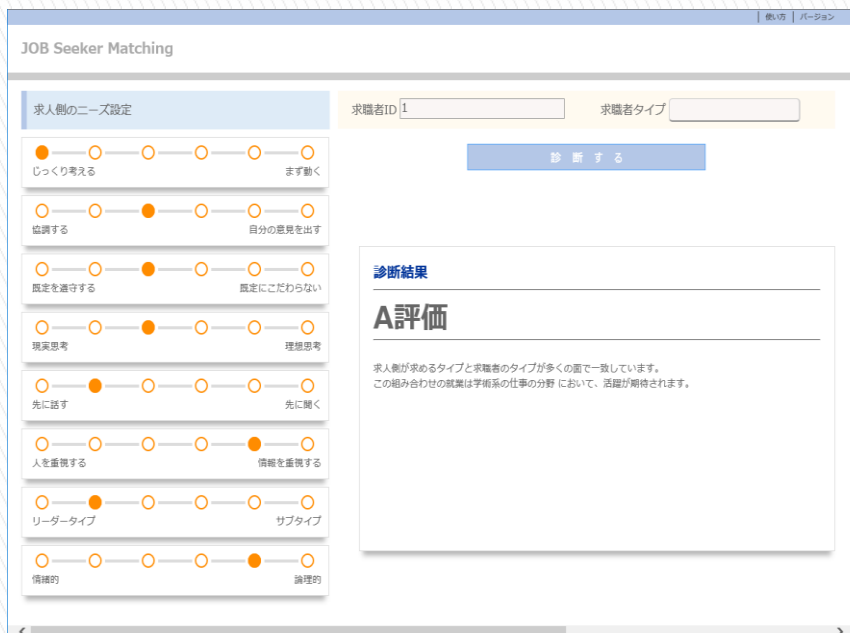 使い方 バージョン
JOB Seeker Matching
求人側のニーズ設定
求職者ID 1 求職者タイプ
診断する
じっくり考える まず動く
協調する 自分の意見を出す
既定を遵守する 既定にこだわらない
現実思考 理想思考
先に話す 先に聞く
人を重視する 情報を重視する
リーダータイプ サブタイプ
情緒的 論理的
診断結果
A評価
求人側が求めるタイプと求職者のタイプが多くの面で一致しています。
この組み合わせの就業は学術系の仕事の分野 において、活躍が期待されます。